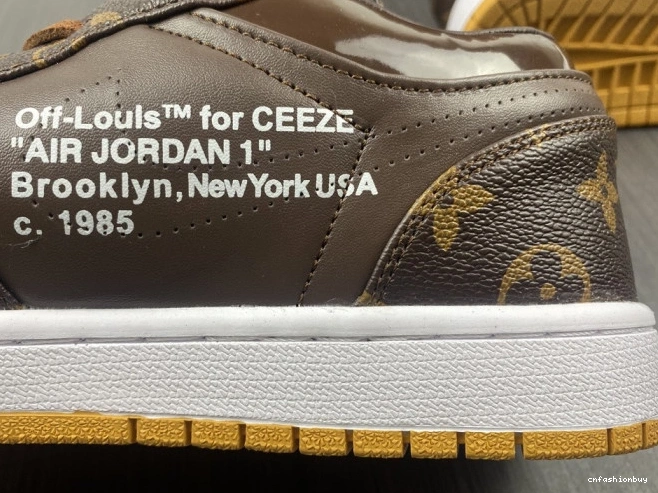 Off-Louis™ for CEEZE
"AIR JORDAN 1"
Brooklyn, New York USA
c. 1985
cnfashionbuy